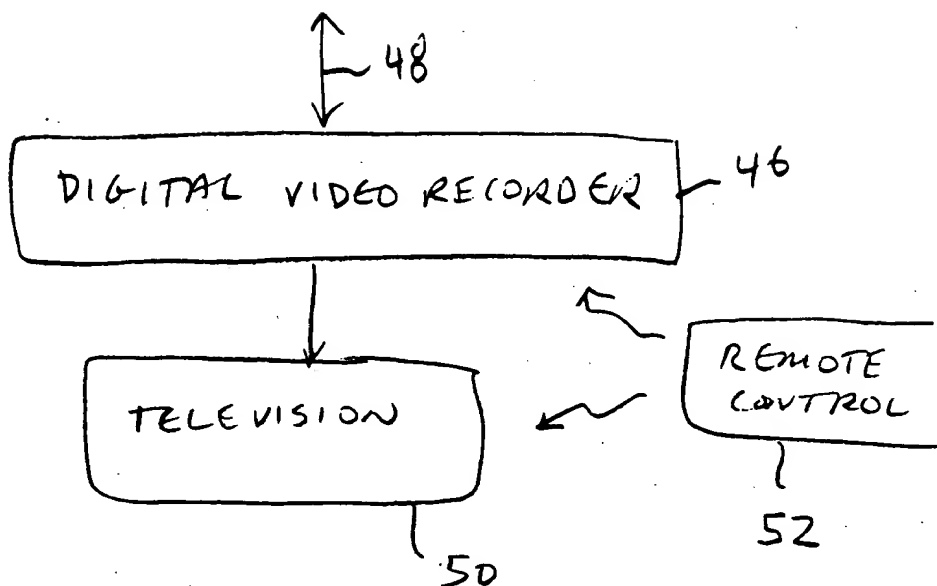 48
DIGITAL VIDEO RECORDER
46
TELEVISION
REMOTE
CONTROL
50
52